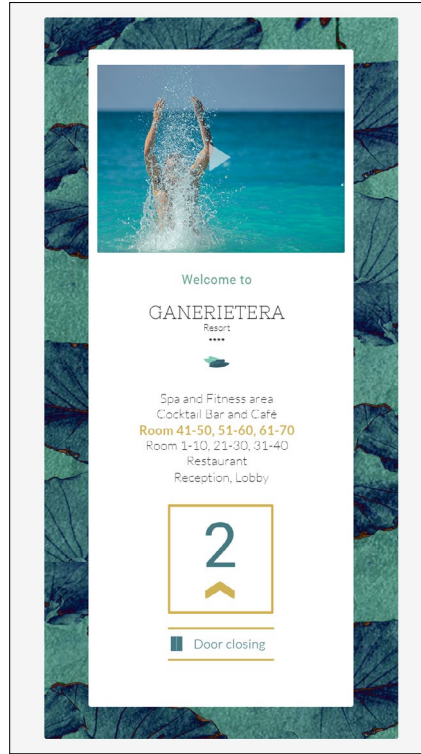 Welcome to
GANERIETERA
Resort
****
Spa and Fitness area
Cocktail Bar and Café
Room 41-50, 51-60, 61-70
Room 1-10, 21-30, 31-40
Restaurant
Reception, Lobby
2
Door closing